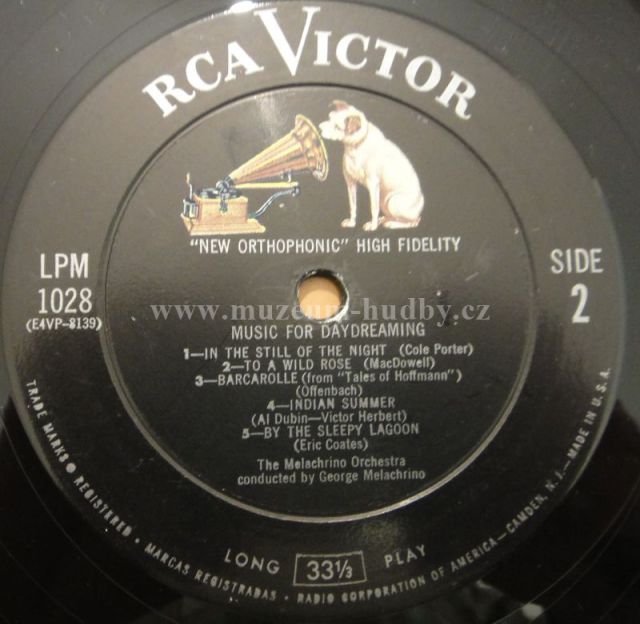 RCA VICTOR
"NEW ORTHOPHONIC" HIGH FIDELITY
LPM
1028
(E4VP-8139)
SIDE
2
www.muzeum-hudby.cz
MUSIC FOR DAYDREAMING
1—IN THE STILL OF THE NIGHT (Cole Porter)
2—TO A WILD ROSE (MacDowell)
3—BARCAROLLE (from "Tales of Hoffmann")
(Offenbach)
4—INDIAN SUMMER
(Al Dubin—Victor Herbert)
5—BY THE SLEEPY LAGOON
(Eric Coates)
The Melachrino Orchestra
conducted by George Melachrino
LONG 33⅓ PLAY
TRADE MARKS ® REGISTERED • MARCAS REGISTRADAS • RADIO CORPORATION OF AMERICA—CAMDEN, N.J.—MADE IN U.S.A.